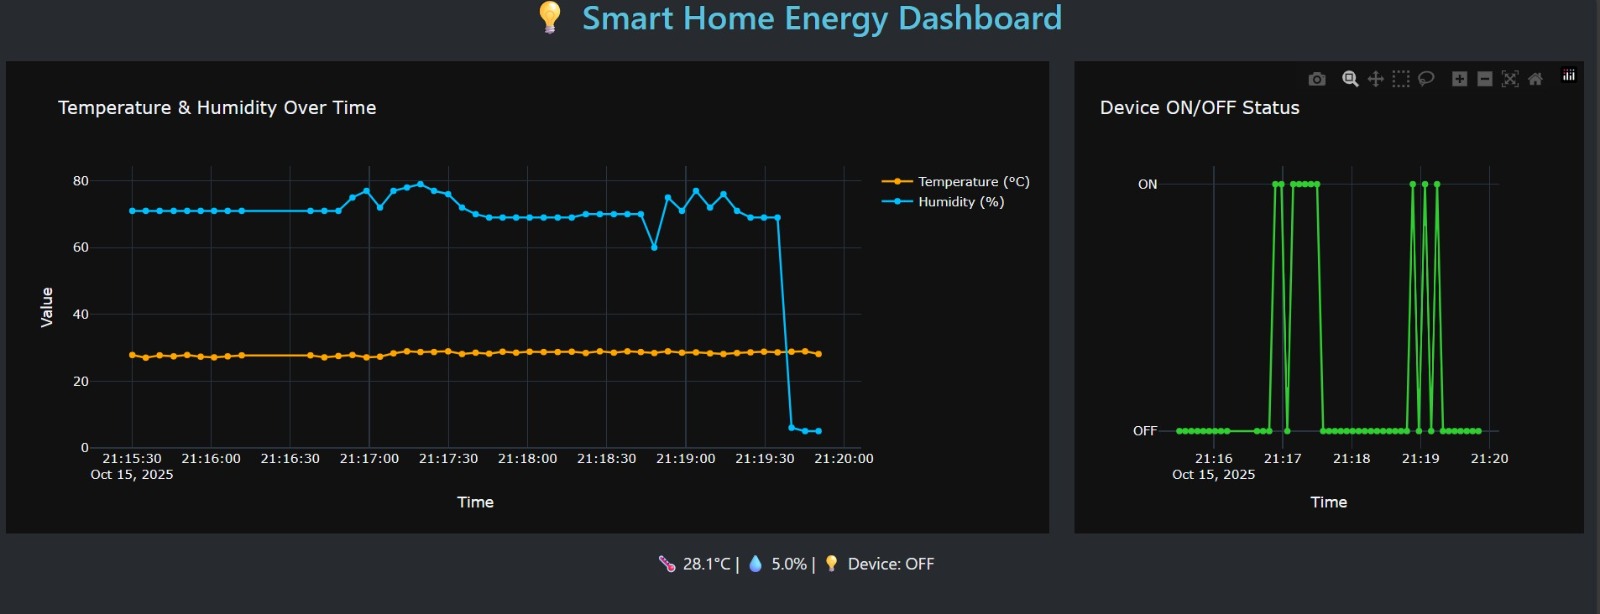 💡 Smart Home Energy Dashboard
Temperature & Humidity Over Time
80
60
40
20
0
Value
21:15:30
Oct 15, 2025
21:16:00
21:16:30
21:17:00
21:17:30
21:18:00
21:18:30
21:19:00
21:19:30
21:20:00
Time
Temperature (°C)
Humidity (%)
Device ON/OFF Status
ON
OFF
21:16
Oct 15, 2025
21:17
21:18
21:19
21:20
Time
🌡 28.1°C | 💧 5.0% | 💡 Device: OFF